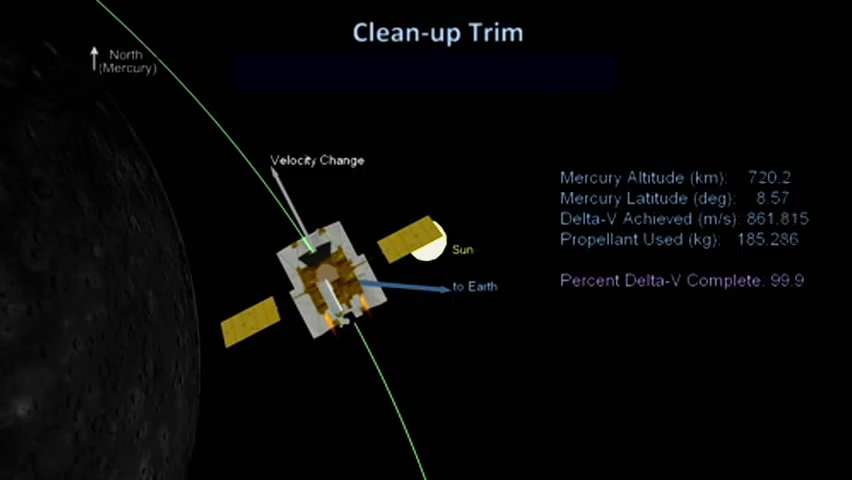 Clean-up Trim
North
(Mercury)
Velocity Change
Sun
to Earth
Mercury Altitude (km): 720.2
Mercury Latitude (deg): 8.57
Delta-V Achieved (m/s): 861.815
Propellant Used (kg): 185.286
Percent Delta-V Complete: 99.9